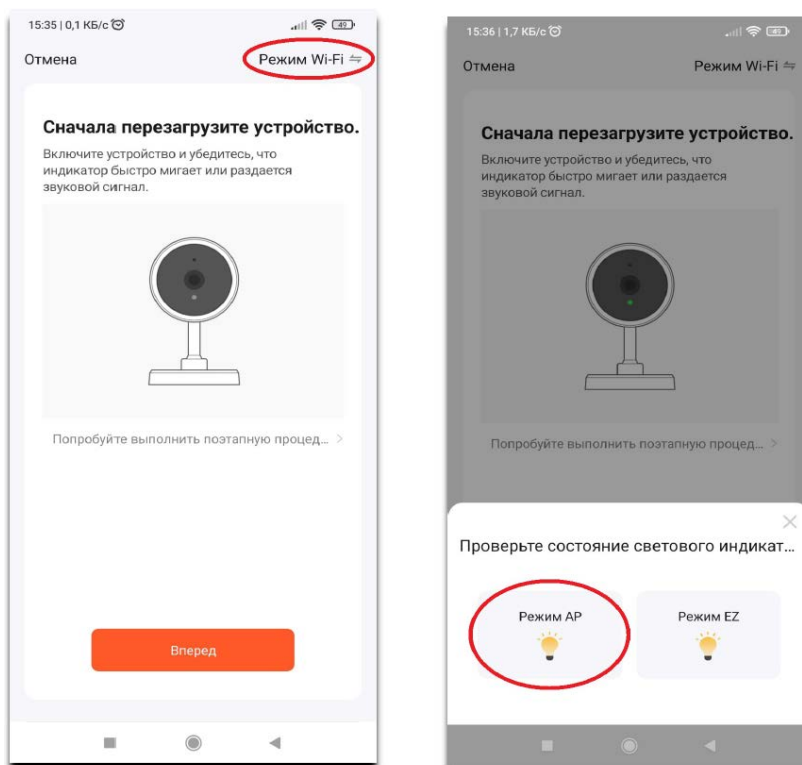 15:35 | 0,1 КБ/с
49
Отмена
Режим Wi-Fi
Сначала перезагрузите устройство.
Включите устройство и убедитесь, что
индикатор быстро мигает или раздается
звуковой сигнал.
Попробуйте выполнить поэтапную процед... >
Вперед
15:36 | 1,7 КБ/с
49
Отмена
Режим Wi-Fi
Сначала перезагрузите устройство.
Включите устройство и убедитесь, что
индикатор быстро мигает или раздается
звуковой сигнал.
Попробуйте выполнить поэтапную процед... >
Проверьте состояние светового индикат...
Режим AP
Режим EZ